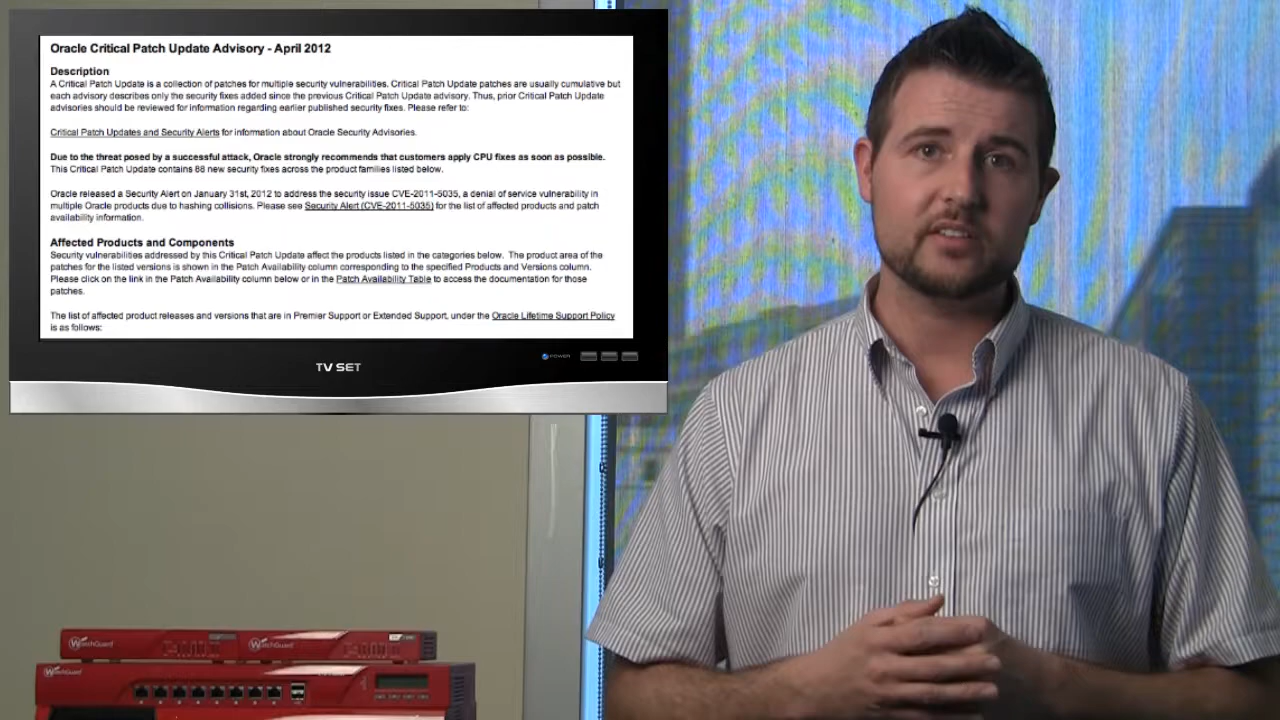 Oracle Critical Patch Update Advisory - April 2012
Description
A Critical Patch Update is a collection of patches for multiple security vulnerabilities. Critical Patch Update patches are usually cumulative but
each advisory describes only the security fixes added since the previous Critical Patch Update advisory. Thus, prior Critical Patch Update
advisories should be reviewed for information regarding earlier published security fixes. Please refer to:
Critical Patch Updates and Security Alerts for information about Oracle Security Advisories.
Due to the threat posed by a successful attack, Oracle strongly recommends that customers apply CPU fixes as soon as possible.
This Critical Patch Update contains 88 new security fixes across the product families listed below.
Oracle released a Security Alert on January 31st, 2012 to address the security issue CVE-2011-5035, a denial of service vulnerability in
multiple Oracle products due to hashing collisions. Please see Security Alert (CVE-2011-5035) for the list of affected products and patch
availability information.
Affected Products and Components
Security vulnerabilities addressed by this Critical Patch Update affect the products listed in the categories below. The product area of the
patches for the listed versions is shown in the Patch Availability column corresponding to the specified Products and Versions column.
Please click on the link in the Patch Availability column below or in the Patch Availability Table to access the documentation for those
patches.
The list of affected product releases and versions that are in Premier Support or Extended Support, under the Oracle Lifetime Support Policy
is as follows:
POWER
TV SET
WatchGuard
WatchGuard
WatchGuard